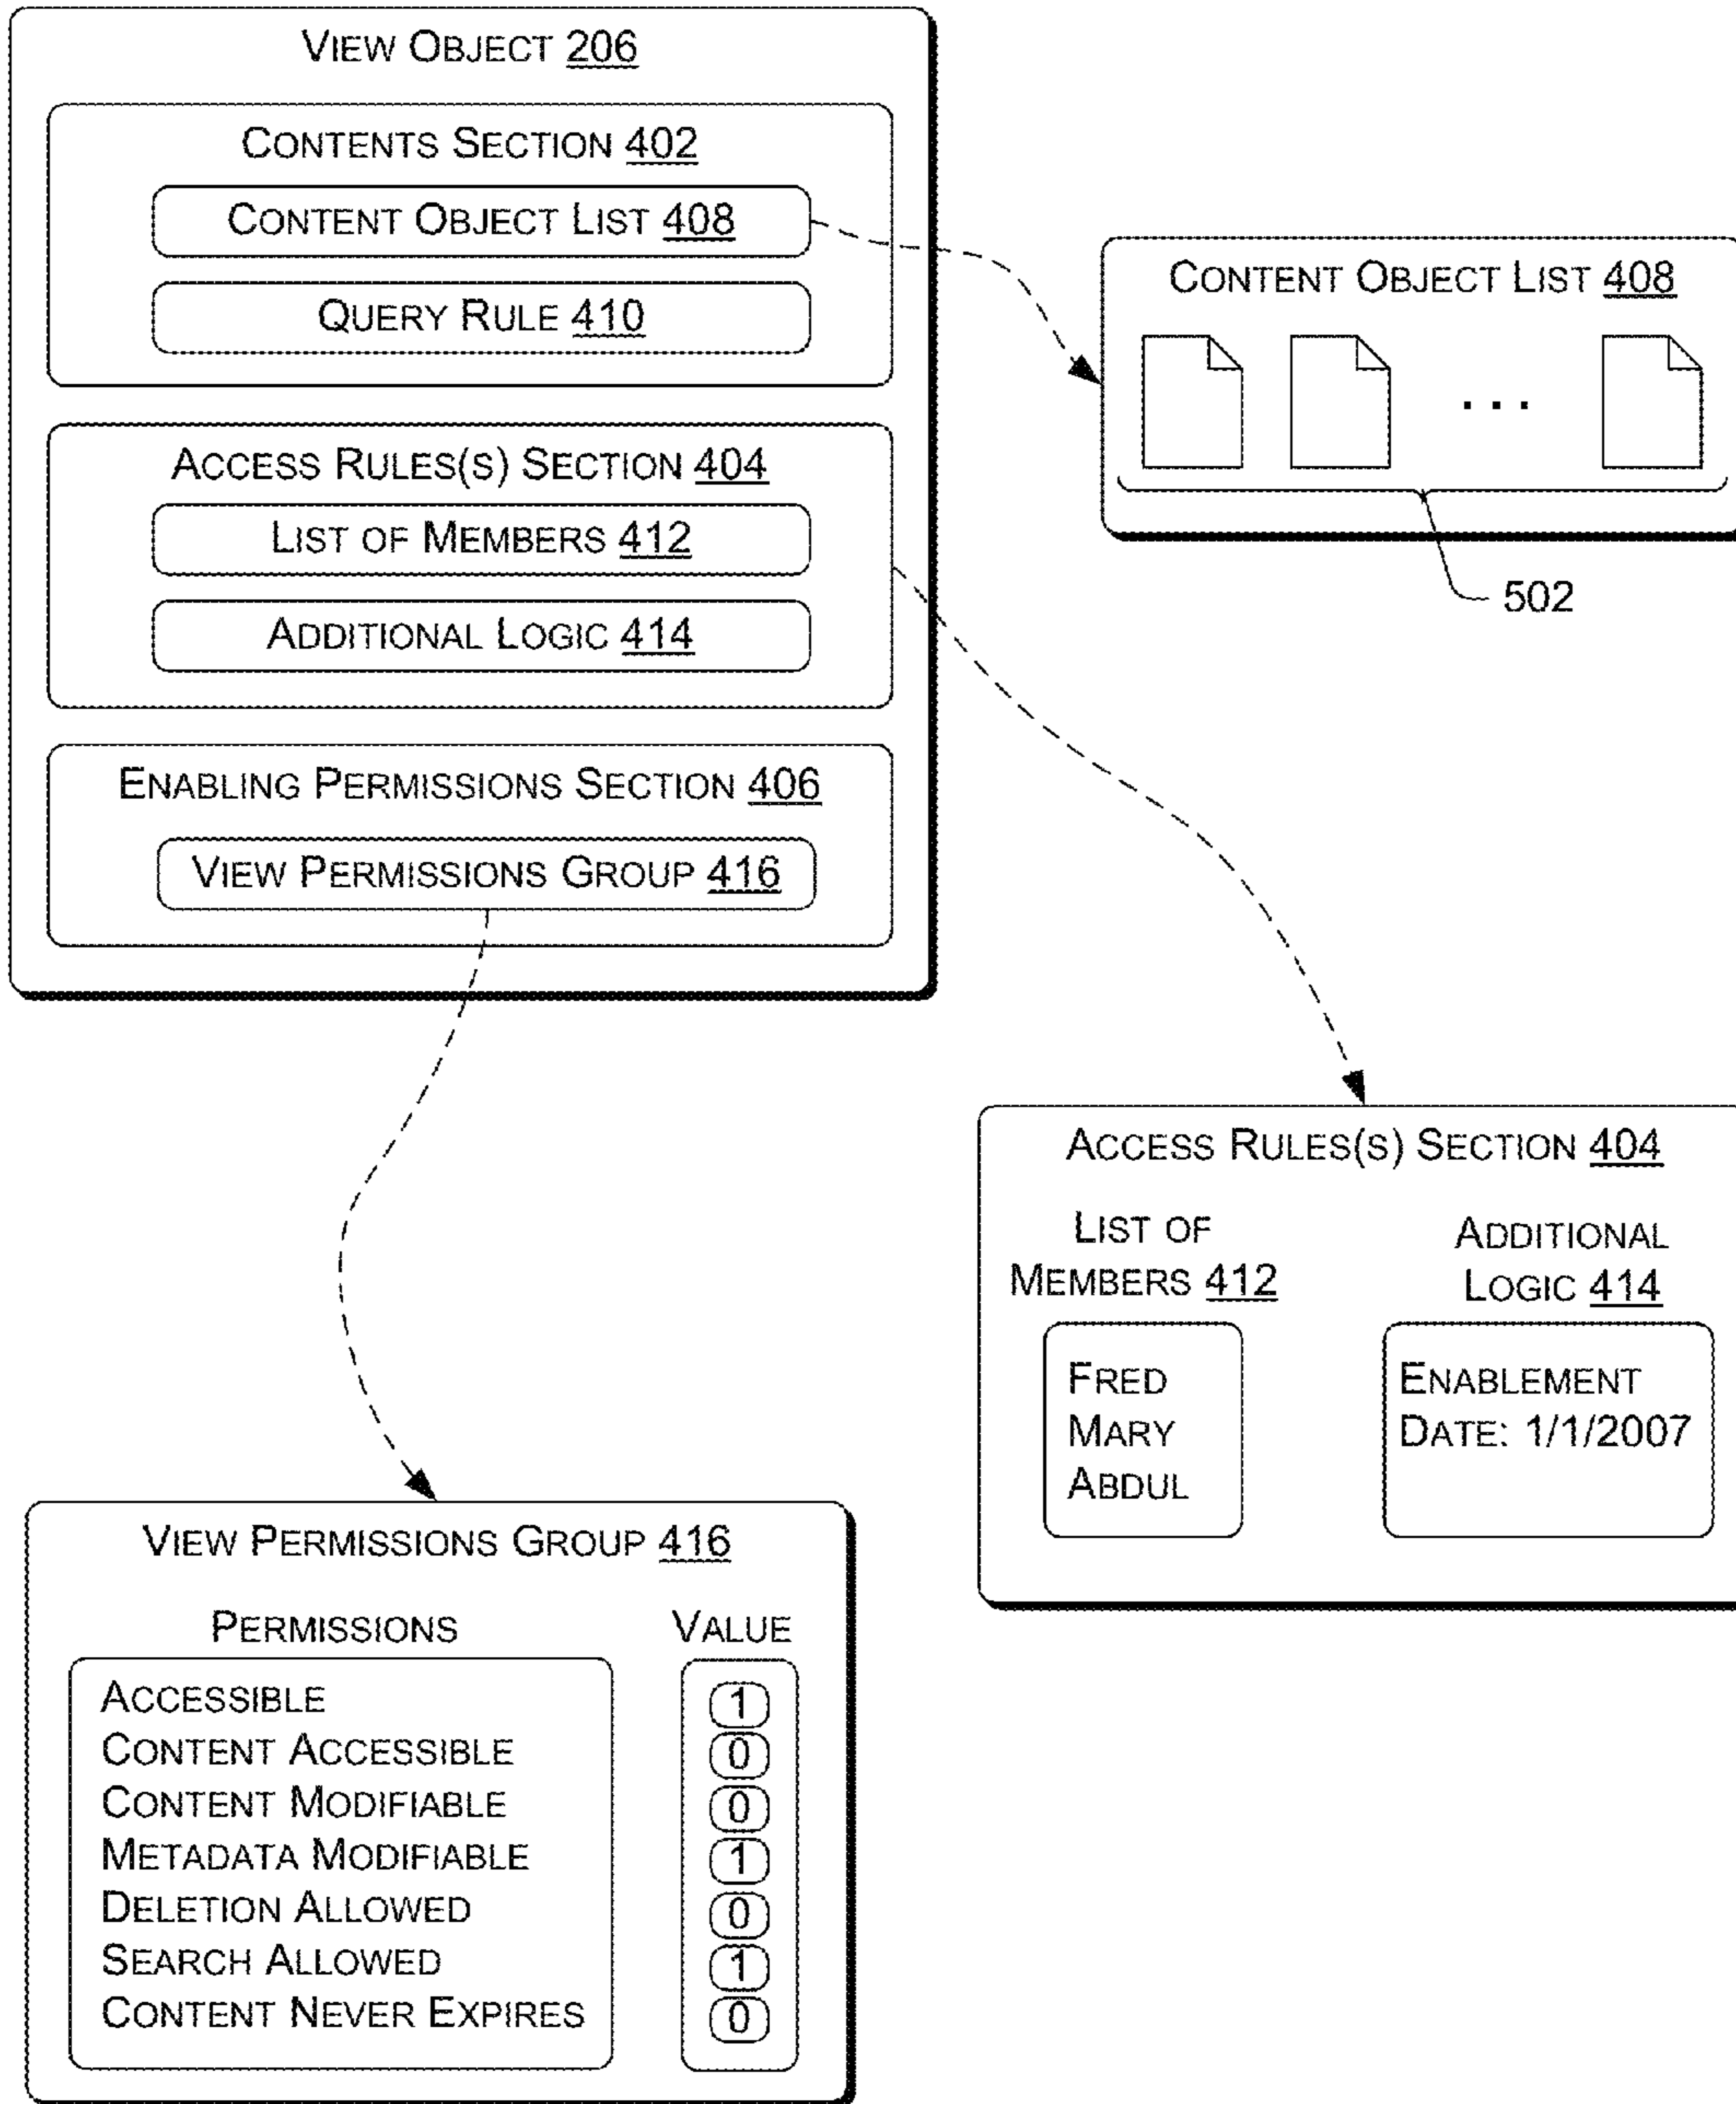 VIEW OBJECT 206
CONTENTS SECTION 402
CONTENT OBJECT LIST 408
QUERY RULE 410
ACCESS RULES(S) SECTION 404
LIST OF MEMBERS 412
ADDITIONAL LOGIC 414
ENABLING PERMISSIONS SECTION 406
VIEW PERMISSIONS GROUP 416
CONTENT OBJECT LIST 408
. . .
502
ACCESS RULES(S) SECTION 404
LIST OF
MEMBERS 412
FRED
MARY
ABDUL
ADDITIONAL
LOGIC 414
ENABLEMENT
DATE: 1/1/2007
VIEW PERMISSIONS GROUP 416
PERMISSIONS VALUE
ACCESSIBLE 1
CONTENT ACCESSIBLE 0
CONTENT MODIFIABLE 0
METADATA MODIFIABLE 1
DELETION ALLOWED 0
SEARCH ALLOWED 1
CONTENT NEVER EXPIRES 0